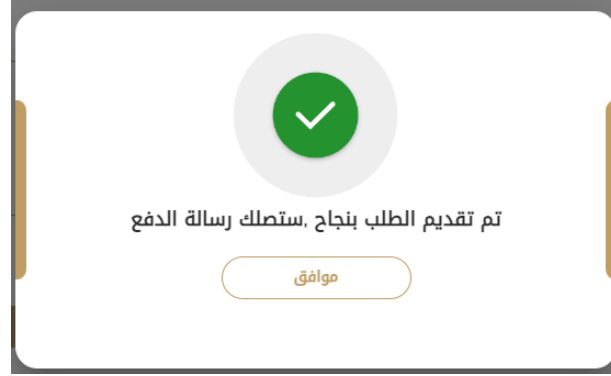 تم تقديم الطلب بنجاح ,ستصلك رسالة الدفع
موافق